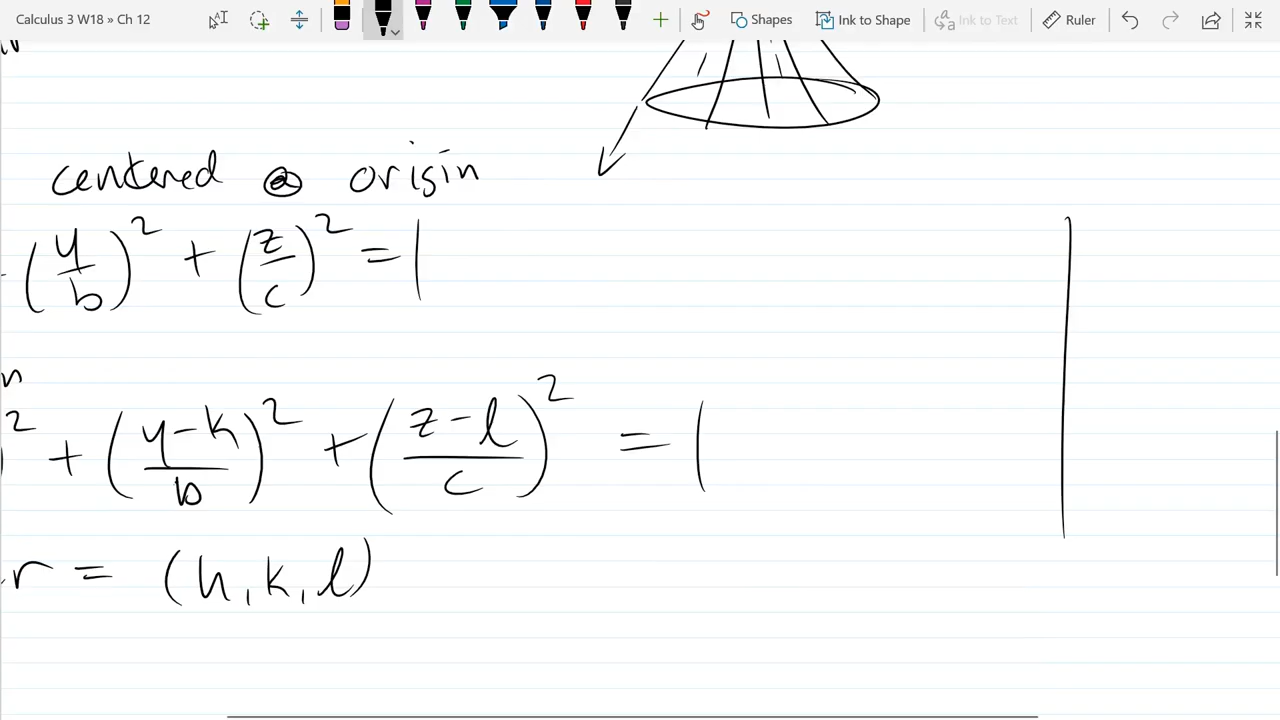 Calculus 3 W18 » Ch 12
Shapes
Ink to Shape
Ink to Text
Ruler
centered @ origin
(y/b)² + (z/c)² = 1
n
² + ((y-k)/b)² + ((z-l)/c)² = 1
r = (h, k, l)